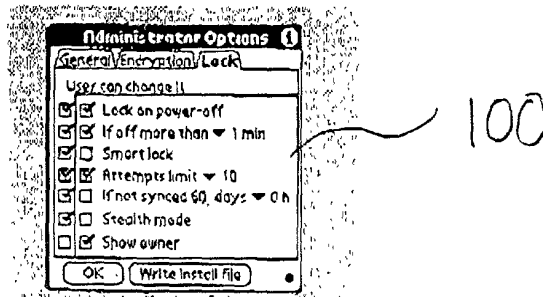 Administrator Options i
General Encryption Lock
User can change it
Lock on power-off
If off more than ▼ 1 min
Smart lock
Attempts limit ▼ 10
If not synced 60, days ▼ 0 h
Stealth mode
Show owner
OK Write instell file
100